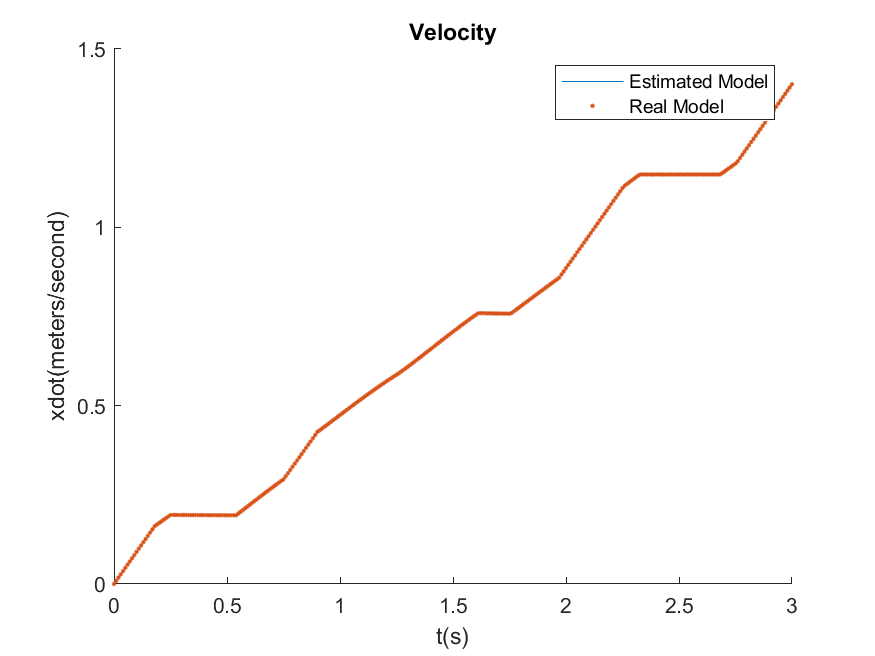 Velocity
1.5
Estimated Model
Real Model
1
xdot(meters/second)
0.5
0
0 0.5 1 1.5 2 2.5 3
t(s)